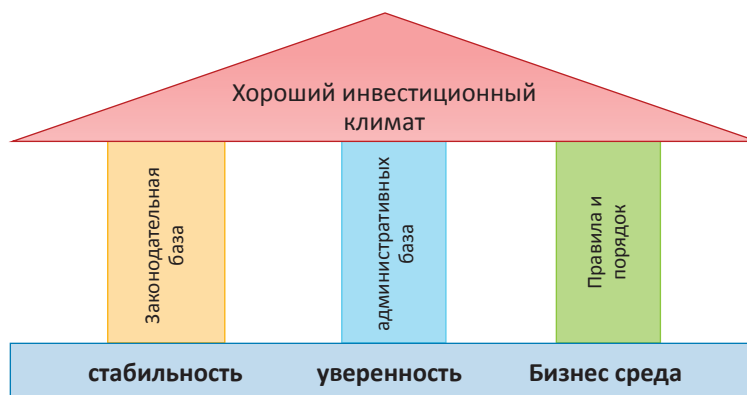 Хороший инвестиционный
климат
Законодательная
база
административных
база
Правила и
порядок
стабильность уверенность Бизнес среда